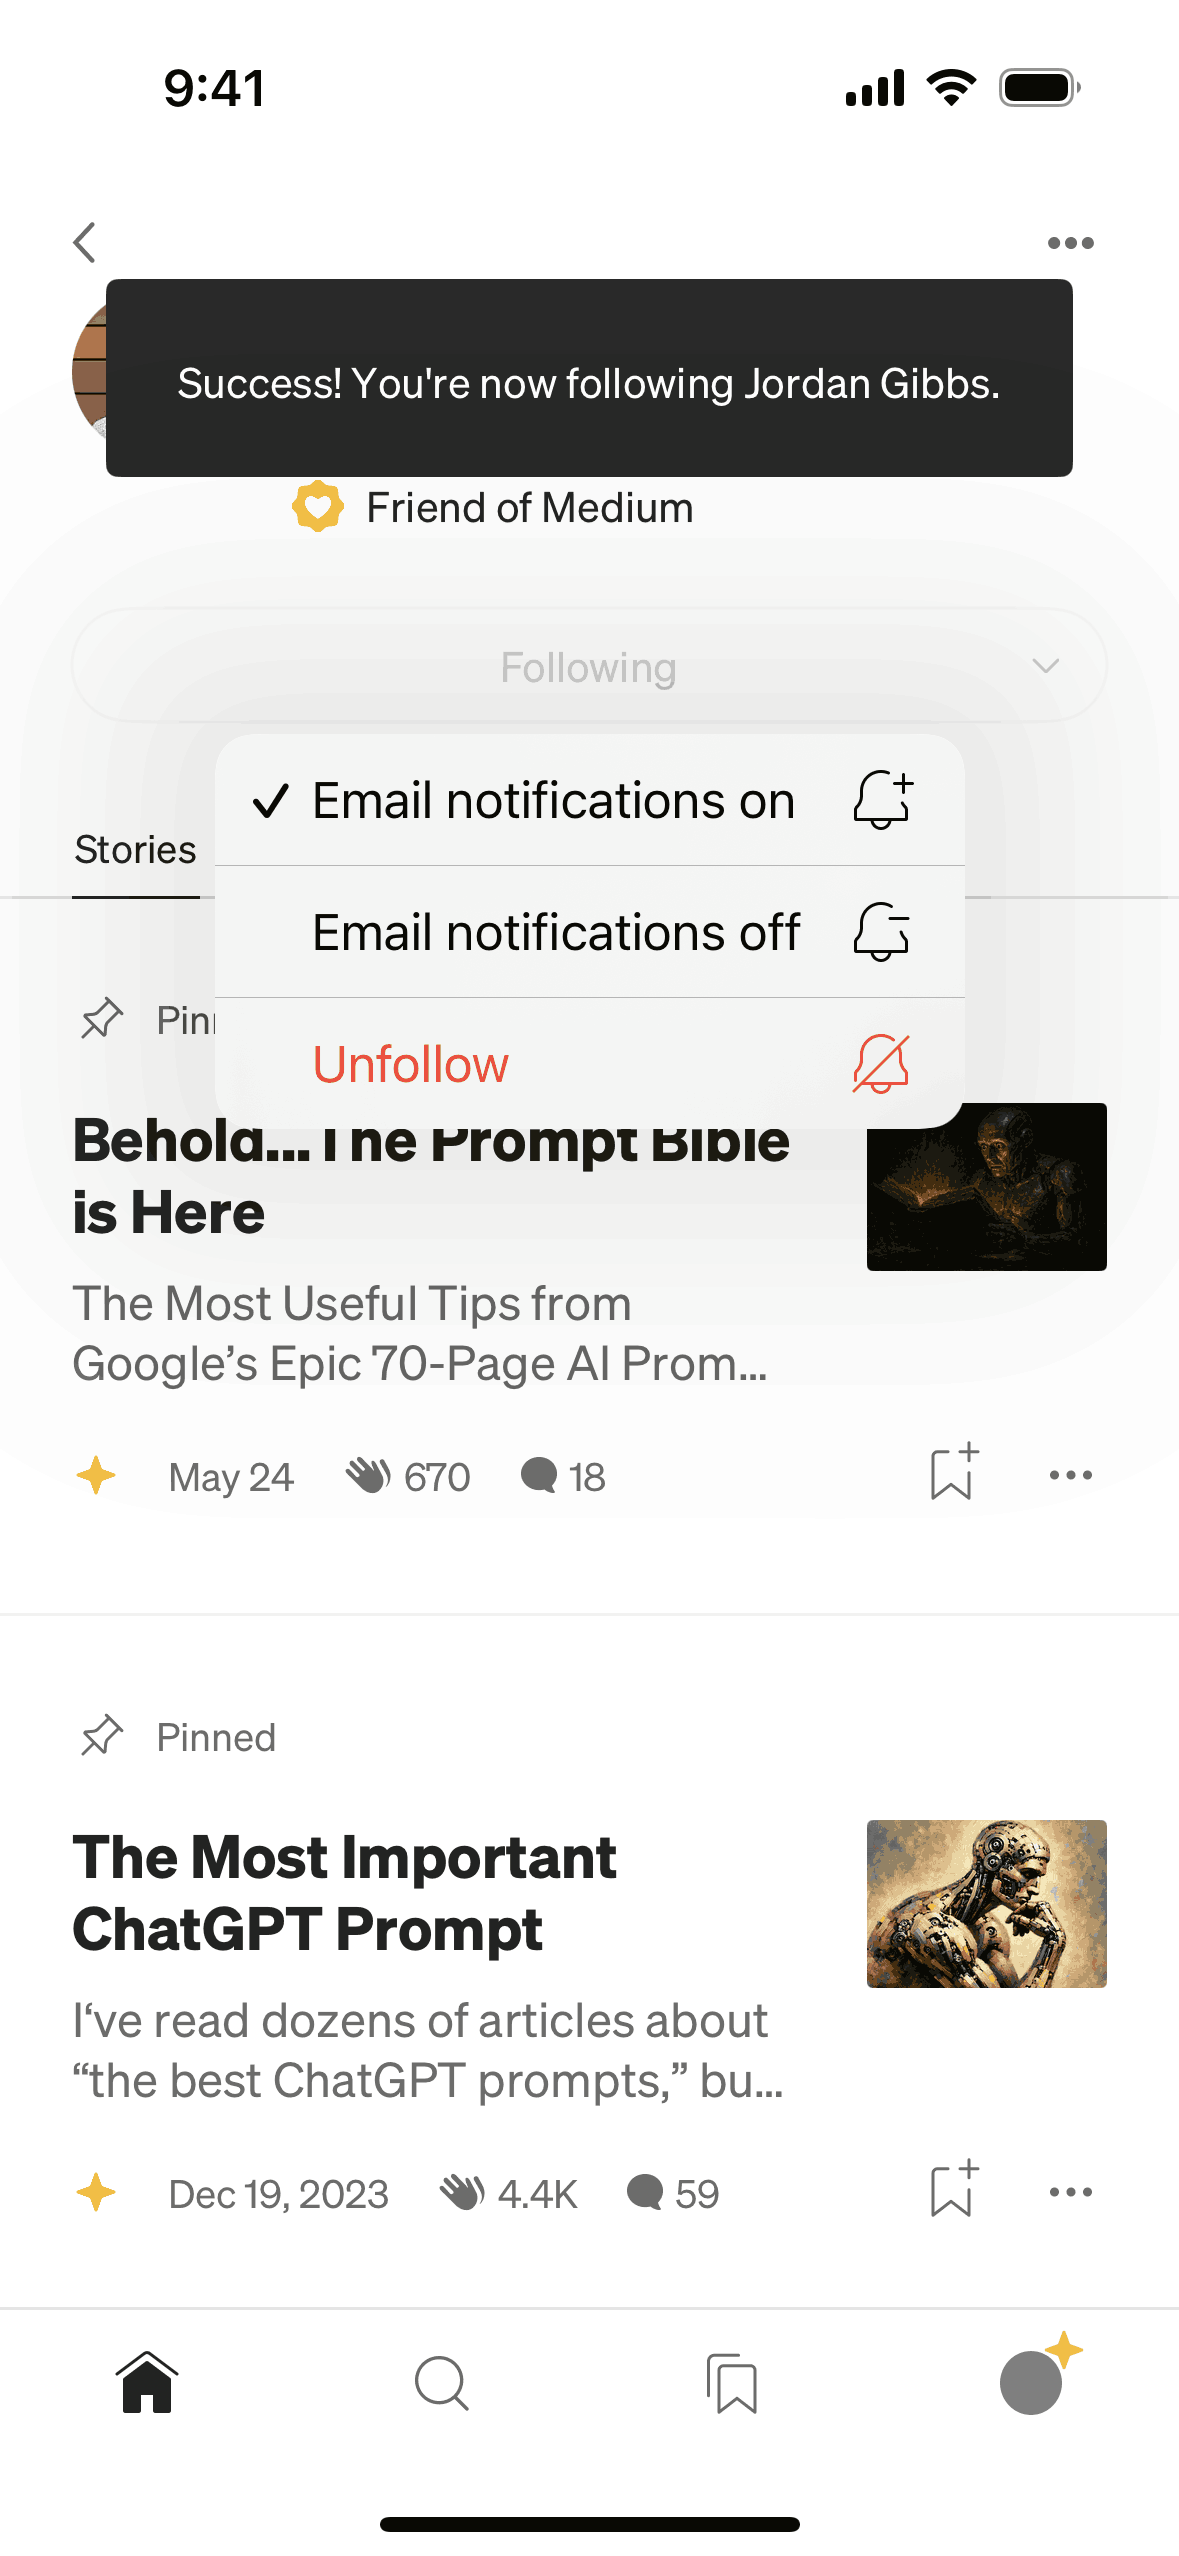 9:41
Success! You're now following Jordan Gibbs.
Friend of Medium
Following
Email notifications on
Stories
Email notifications off
Unfollow
Behold... The Prompt Bible
is Here
The Most Useful Tips from
Google’s Epic 70-Page AI Prom...
May 24
670
18
Pinned
The Most Important
ChatGPT Prompt
I‘ve read dozens of articles about
“the best ChatGPT prompts,” bu...
Dec 19, 2023
4.4K
59